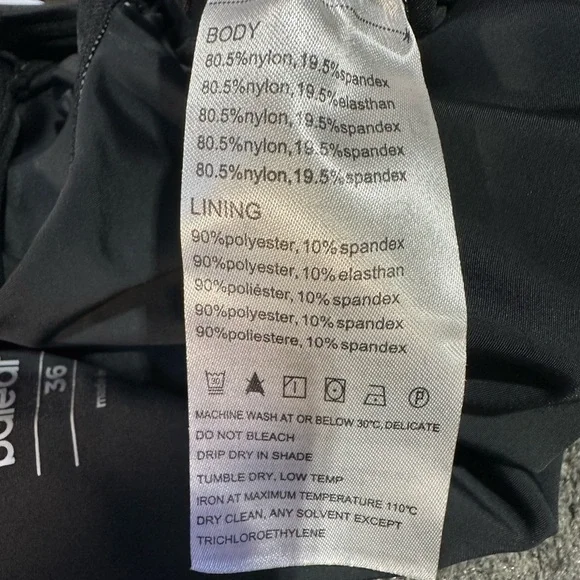 BODY
80.5%nylon,19.5%spandex
80.5%nylon,19.5%elasthan
80.5%nylon,19.5%spandex
80.5%nylon,19.5%spandex
80.5%nylon,19.5%spandex
LINING
90%polyester, 10% spandex
90%polyester, 10% elasthan
90%poliéster, 10% spandex
90%polyester, 10% spandex
90%poliestere, 10% spandex
30
P
MACHINE WASH AT OR BELOW 30℃, DELICATE
DO NOT BLEACH
DRIP DRY IN SHADE
TUMBLE DRY, LOW TEMP
IRON AT MAXIMUM TEMPERATURE 110℃
DRY CLEAN, ANY SOLVENT EXCEPT
TRICHLOROETHYLENE
36